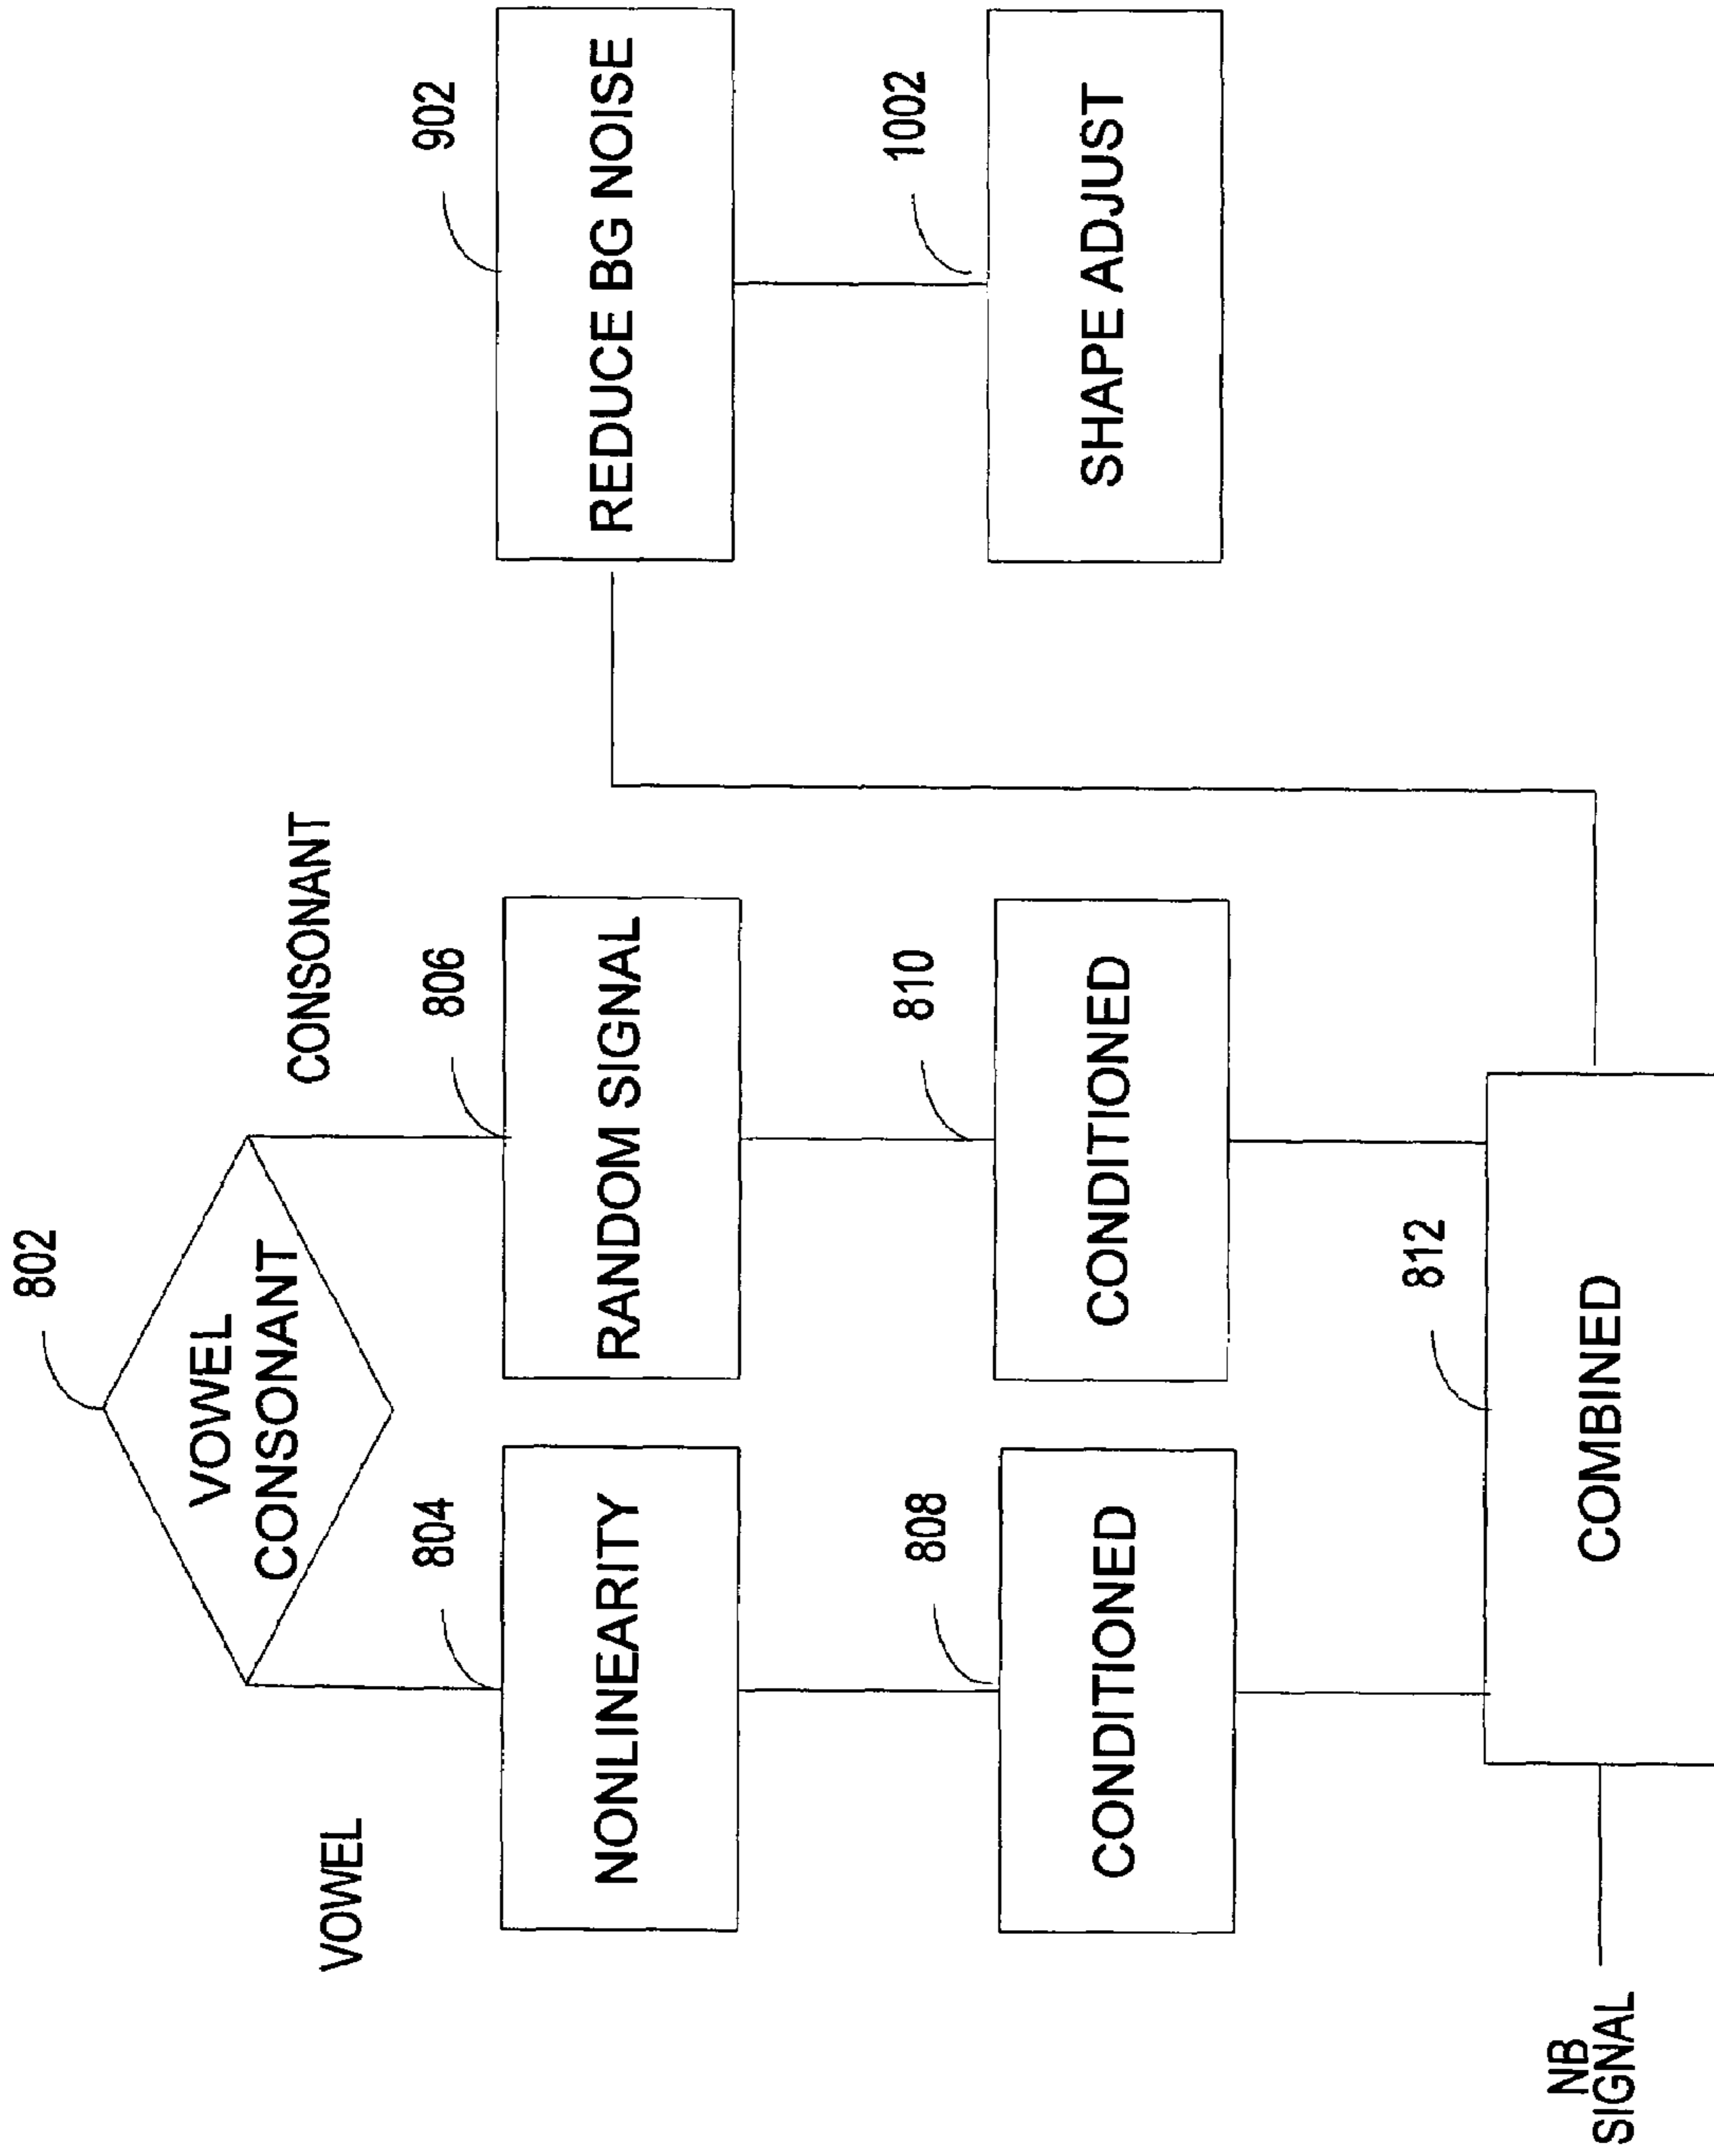 802
VOWEL
CONSONANT
VOWEL
CONSONANT
804
NONLINEARITY
806
RANDOM SIGNAL
808
CONDITIONED
810
CONDITIONED
NB
SIGNAL
812
COMBINED
902
REDUCE BG NOISE
1002
SHAPE ADJUST